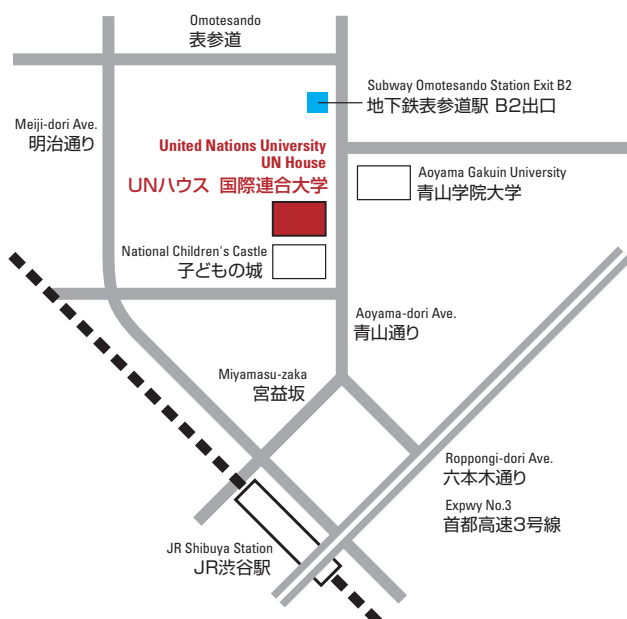 Omotesando
表参道
Subway Omotesando Station Exit B2
地下鉄表参道駅 B2出口
Meiji-dori Ave.
明治通り
United Nations University
UN House
UNハウス 国際連合大学
Aoyama Gakuin University
青山学院大学
National Children's Castle
子どもの城
Aoyama-dori Ave.
青山通り
Miyamasu-zaka
宮益坂
Roppongi-dori Ave.
六本木通り
Expwy No.3
首都高速3号線
JR Shibuya Station
JR渋谷駅